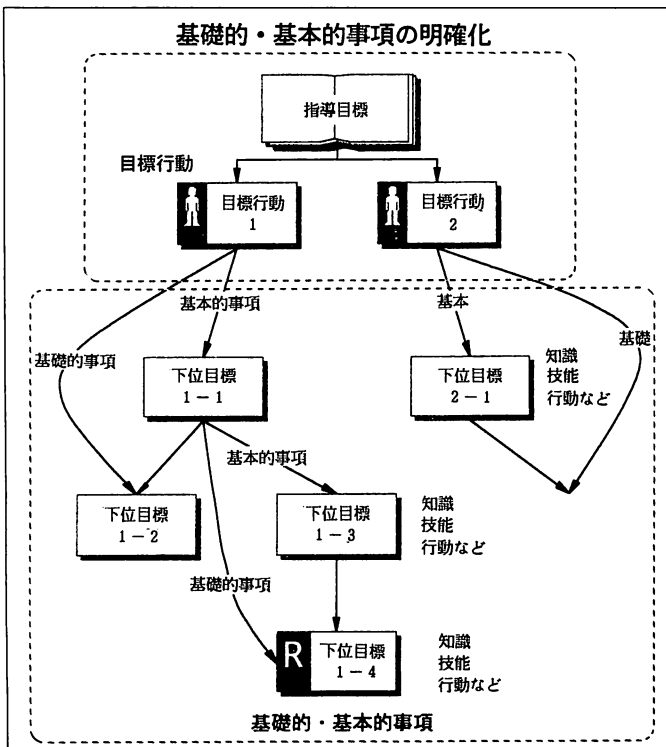 基礎的・基本的事項の明確化
指導目標
目標行動
目標行動
1
目標行動
2
基本的事項
基本
基礎的事項
基礎
下位目標
1－1
下位目標
2－1
知識
技能
行動など
基本的事項
下位目標
1－2
下位目標
1－3
知識
技能
行動など
基礎的事項
R
下位目標
1－4
知識
技能
行動など
基礎的・基本的事項